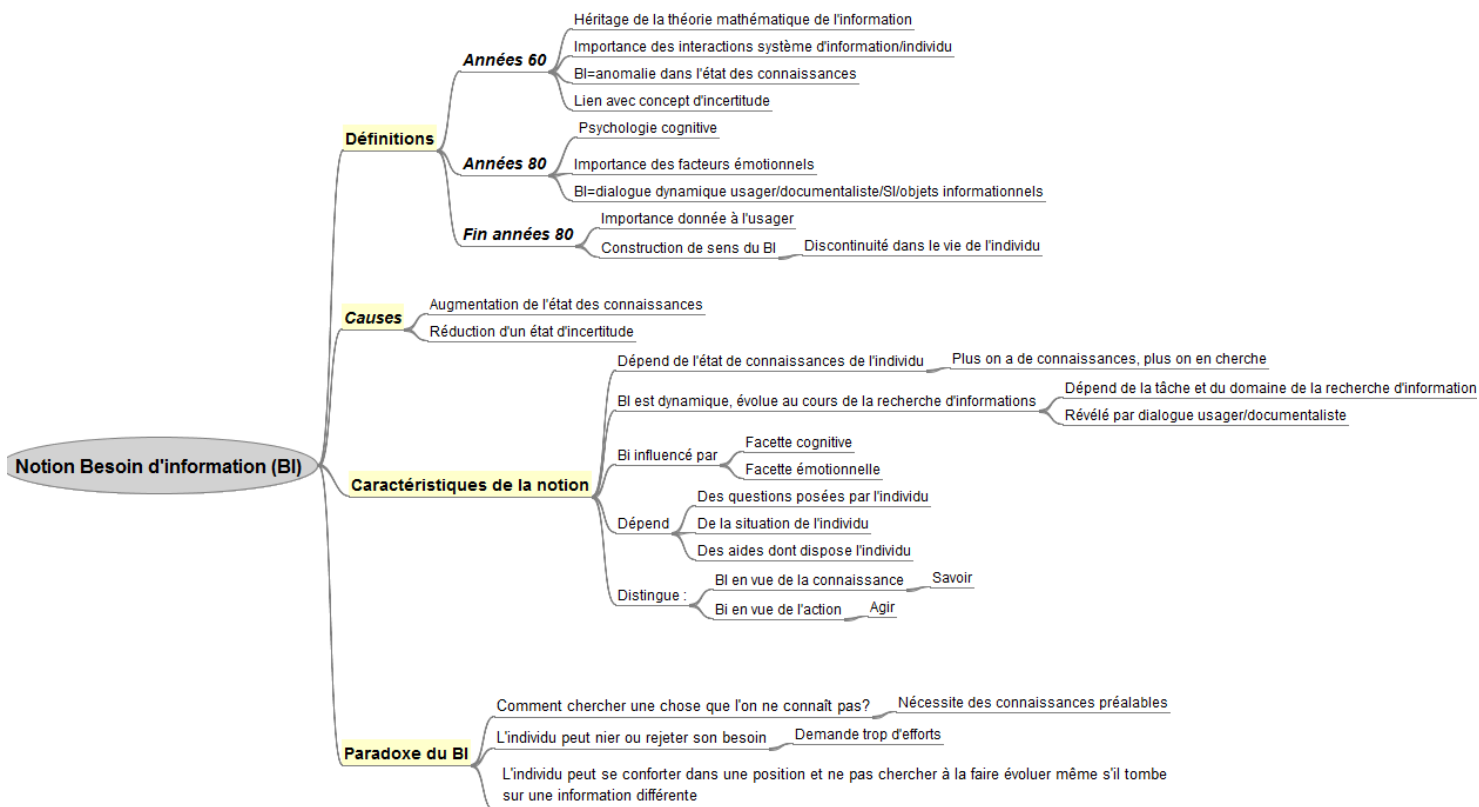 Héritage de la théorie mathématique de l'information
Années 60
Importance des interactions système d'information/individu
BI=anomalie dans l'état des connaissances
Lien avec concept d'incertitude
Définitions
Psychologie cognitive
Années 80
Importance des facteurs émotionnels
BI=dialogue dynamique usager/documentaliste/SI/objets informationnels
Importance donnée à l'usager
Fin années 80
Construction de sens du BI
Discontinuité dans le vie de l'individu
Causes
Augmentation de l'état des connaissances
Réduction d'un état d'incertitude
Notion Besoin d'information (BI)
Caractéristiques de la notion
Dépend de l'état de connaissances de l'individu
Plus on a de connaissances, plus on en cherche
BI est dynamique, évolue au cours de la recherche d'informations
Dépend de la tâche et du domaine de la recherche d'information
Révélé par dialogue usager/documentaliste
Bi influencé par
Facette cognitive
Facette émotionnelle
Dépend
Des questions posées par l'individu
De la situation de l'individu
Des aides dont dispose l'individu
Distingue :
BI en vue de la connaissance
Savoir
Bi en vue de l'action
Agir
Paradoxe du BI
Comment chercher une chose que l'on ne connaît pas?
Nécessite des connaissances préalables
L'individu peut nier ou rejeter son besoin
Demande trop d'efforts
L'individu peut se conforter dans une position et ne pas chercher à la faire évoluer même s'il tombe
sur une information différente